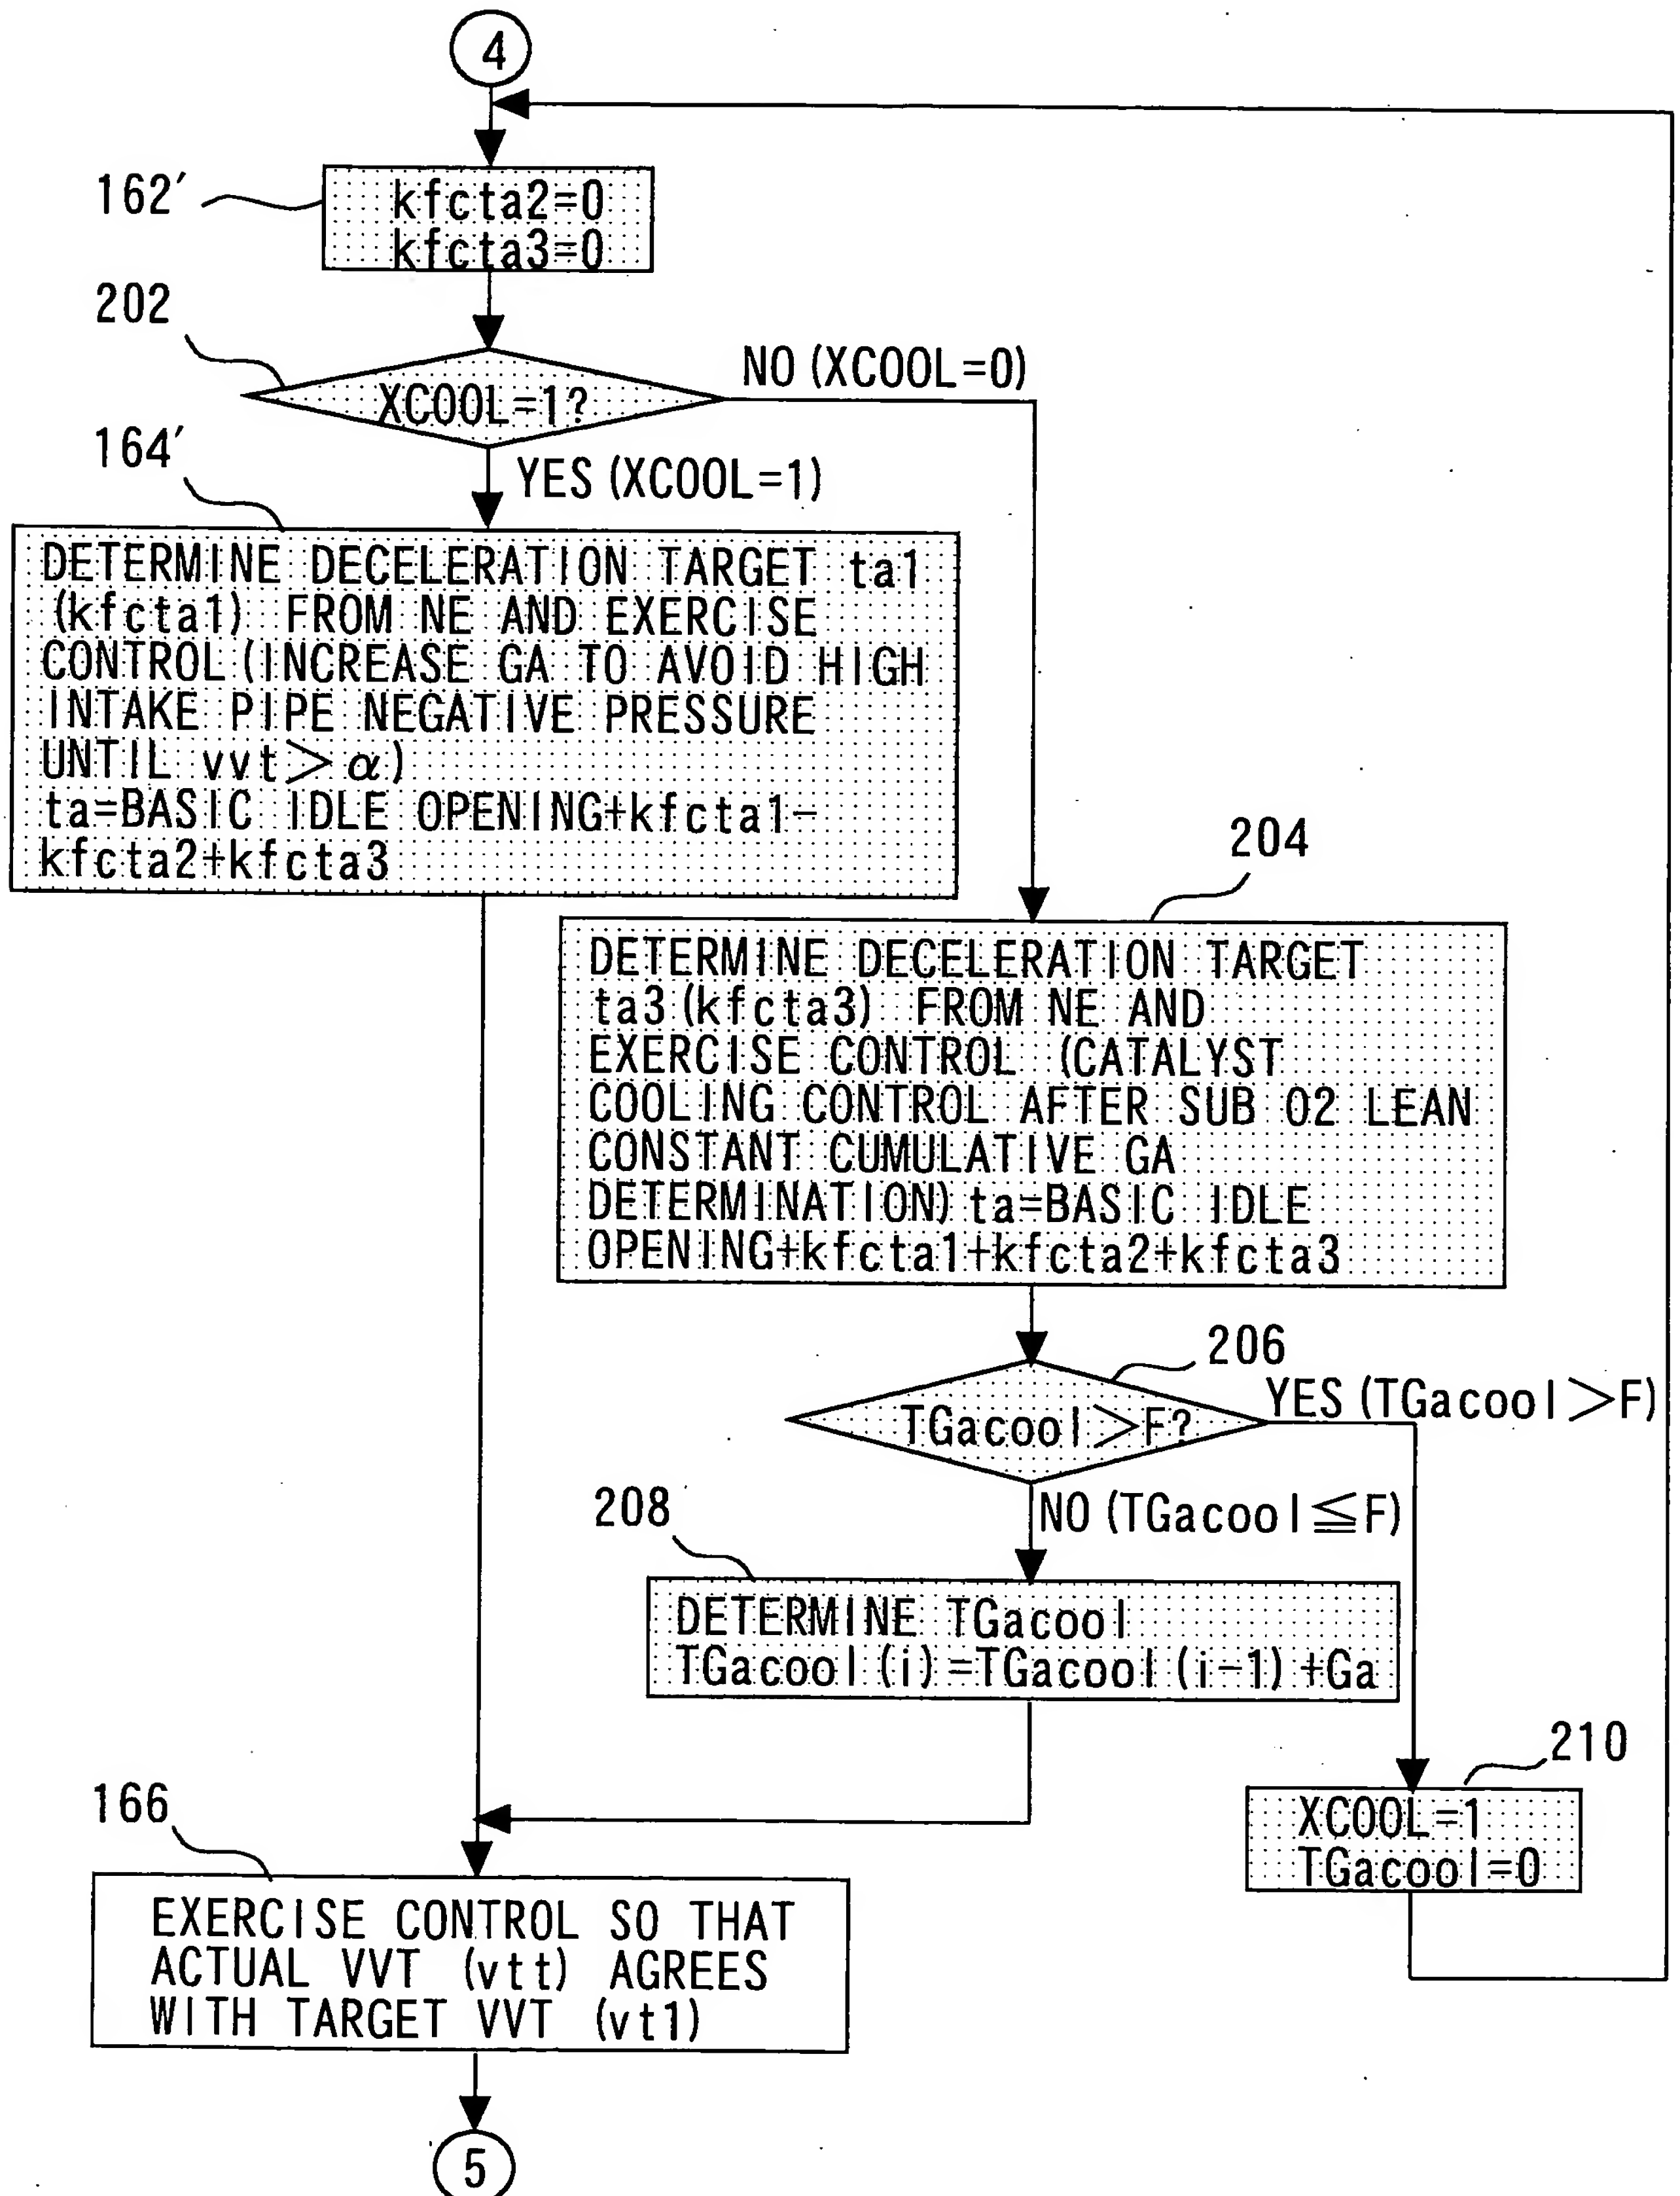 4
162′
kfcta2=0
kfcta3=0
202
XCOOL=1?
NO (XCOOL=0)
164′
YES (XCOOL=1)
DETERMINE DECELERATION TARGET ta1
(kfcta1) FROM NE AND EXERCISE
CONTROL (INCREASE GA TO AVOID HIGH
INTAKE PIPE NEGATIVE PRESSURE
UNTIL vvt>α)
ta=BASIC IDLE OPENING+kfcta1-
kfcta2+kfcta3
204
DETERMINE DECELERATION TARGET
ta3 (kfcta3) FROM NE AND
EXERCISE CONTROL (CATALYST
COOLING CONTROL AFTER SUB O2 LEAN
CONSTANT CUMULATIVE GA
DETERMINATION) ta=BASIC IDLE
OPENING+kfcta1+kfcta2+kfcta3
206
TGacool>F?
YES (TGacool>F)
NO (TGacool≦F)
208
DETERMINE TGacool
TGacool (i) =TGacool (i-1) +Ga
210
XCOOL=1
TGacool=0
166
EXERCISE CONTROL SO THAT
ACTUAL VVT (vtt) AGREES
WITH TARGET VVT (vt1)
5